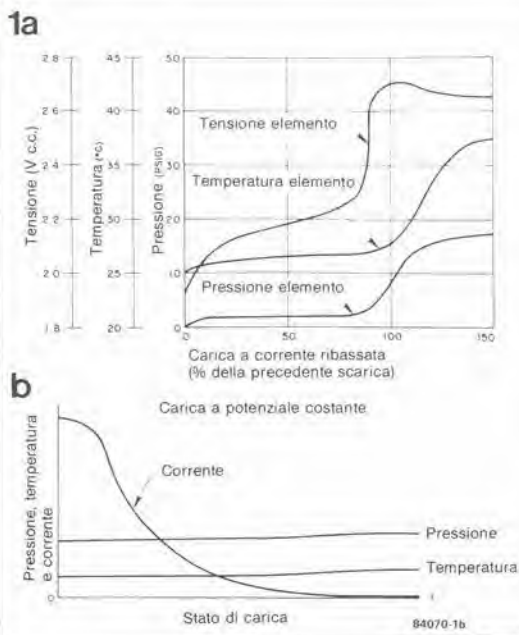 1a
Tensione (V c.c.)
2.8
2.6
2.4
2.2
2.0
1.8
Temperatura (°C)
45
40
35
30
25
20
Pressione (PSIG)
50
40
30
20
10
0
Tensione elemento
Temperatura elemento
Pressione elemento
0
50
100
150
Carica a corrente ribassata
(% della precedente scarica)
b
Carica a potenziale costante
Pressione, temperatura
e corrente
Corrente
Pressione
Temperatura
0
Stato di carica
84070-1b